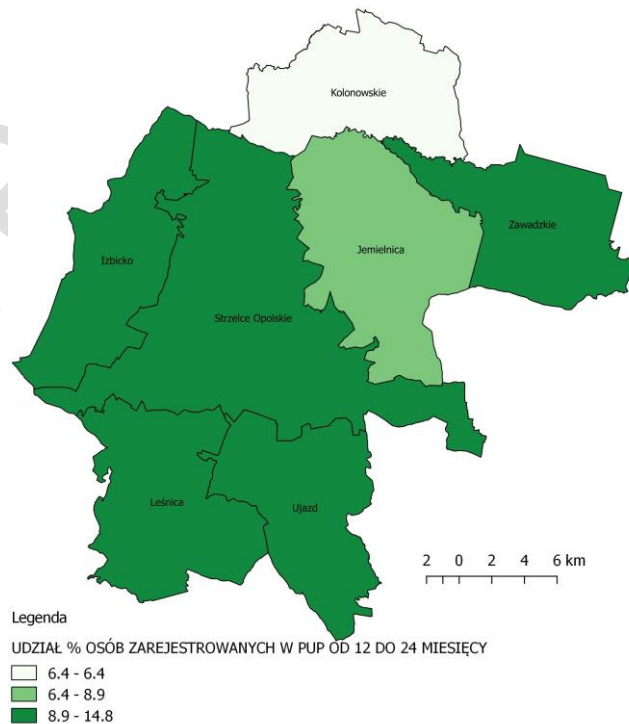 Kolonowskie
Zawadzkie
Jemielnica
Izbicko
Strzelce Opolskie
Leśnica
Ujazd
2 0 2 4 6 km
Legenda
UDZIAŁ % OSÓB ZAREJESTROWANYCH W PUP OD 12 DO 24 MIESIĘCY
6.4 - 6.4
6.4 - 8.9
8.9 - 14.8